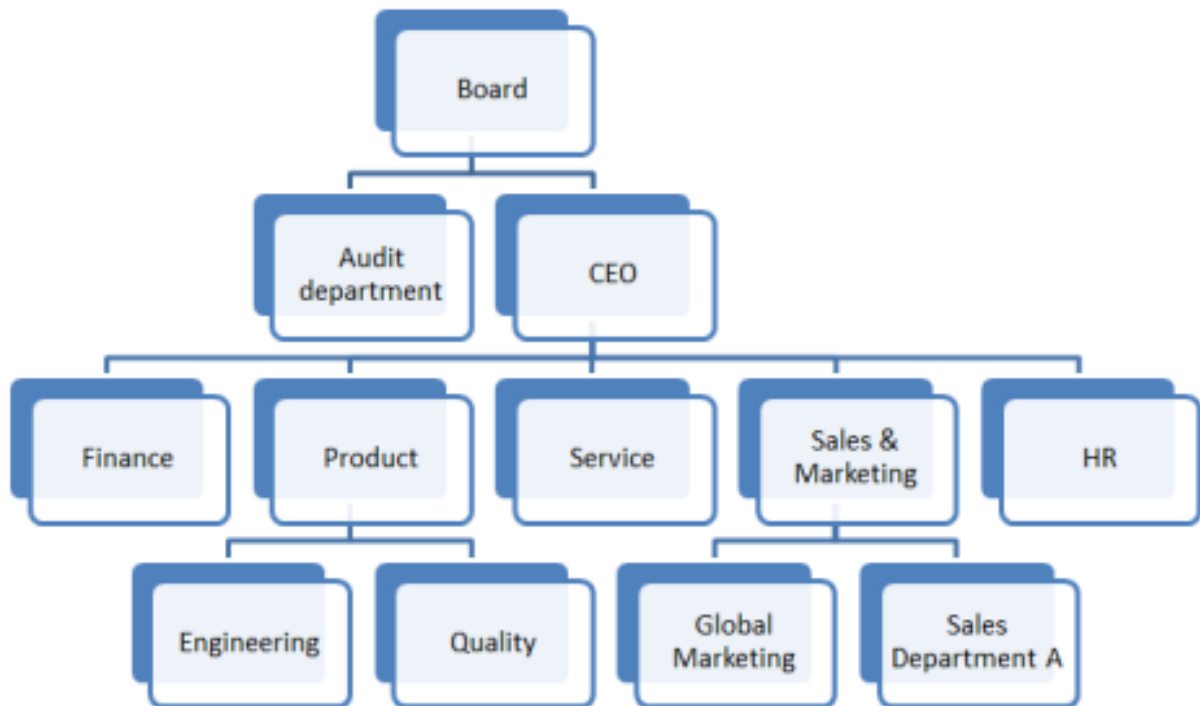 Board
Audit
department
CEO
Finance
Product
Service
Sales &
Marketing
HR
Engineering
Quality
Global
Marketing
Sales
Department A